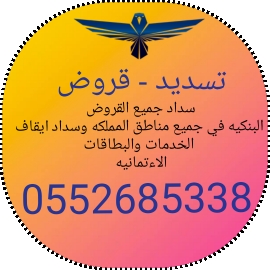 تسديد - قروض
سداد جميع القروض
البنكيه في جميع مناطق المملكه وسداد ايقاف
الخدمات والبطاقات
الاءتمانيه
0552685338